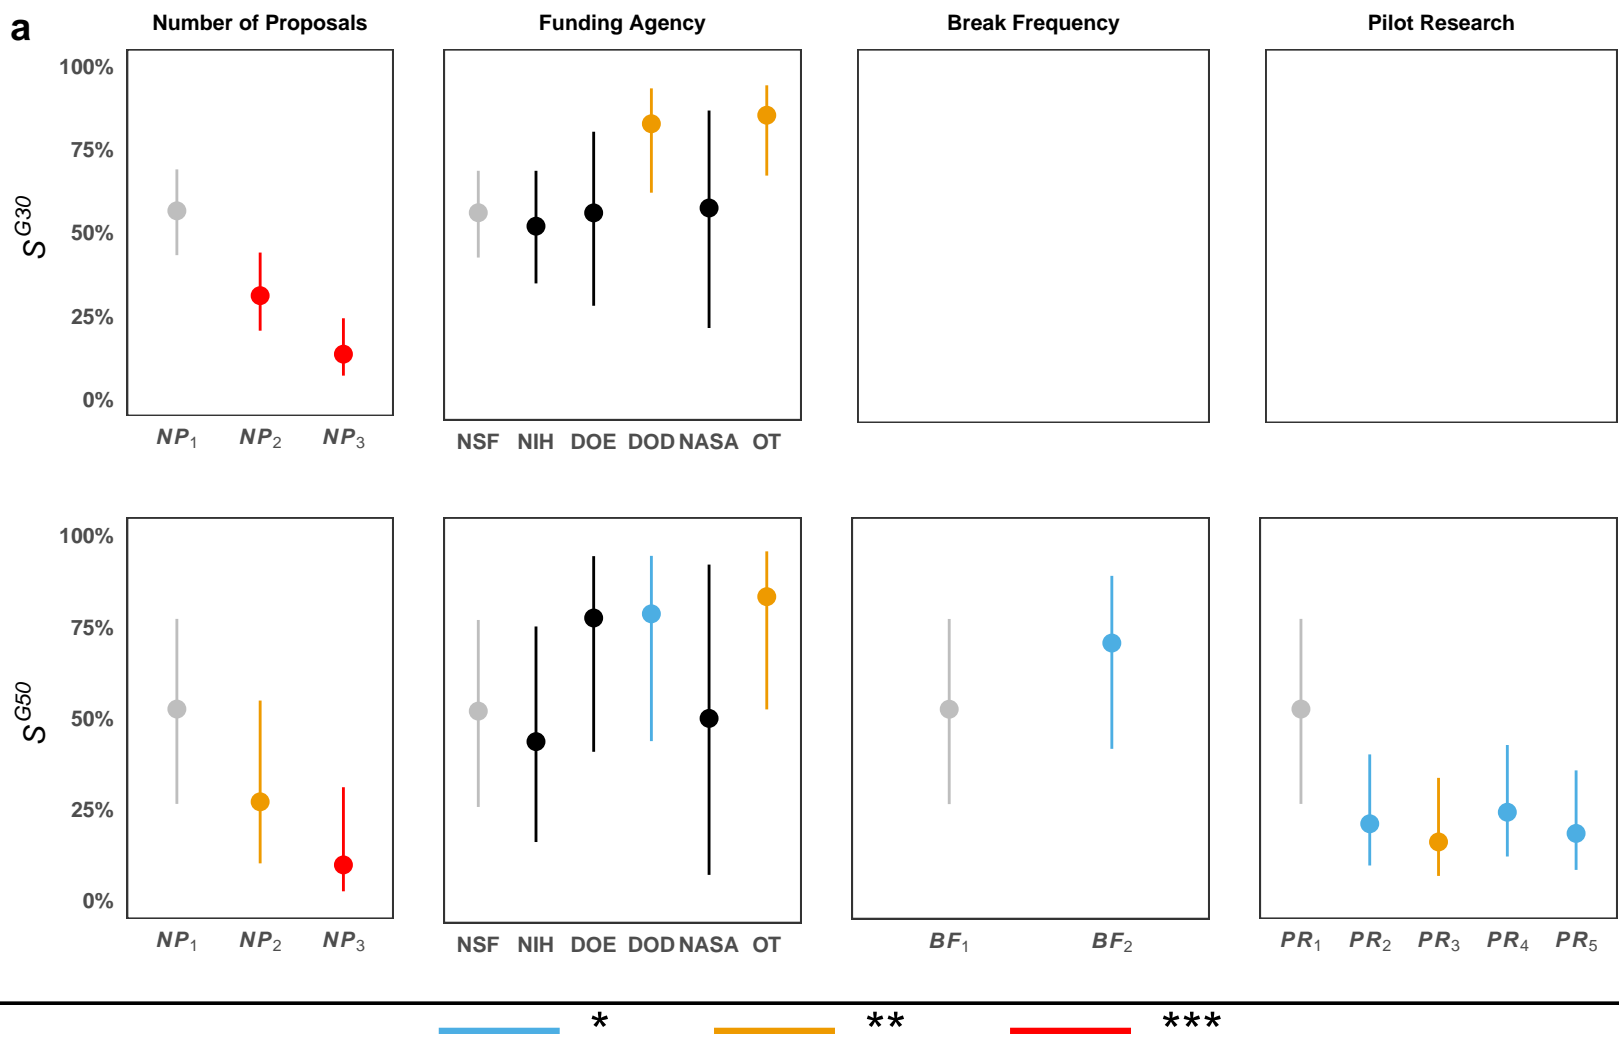 a
Number of Proposals Funding Agency Break Frequency Pilot Research
100%
75%
50%
25%
0%
S^G30
NP₁ NP₂ NP₃ NSF NIH DOE DOD NASA OT
100%
75%
50%
25%
0%
S^G50
NP₁ NP₂ NP₃ NSF NIH DOE DOD NASA OT BF₁ BF₂ PR₁ PR₂ PR₃ PR₄ PR₅
* ** ***